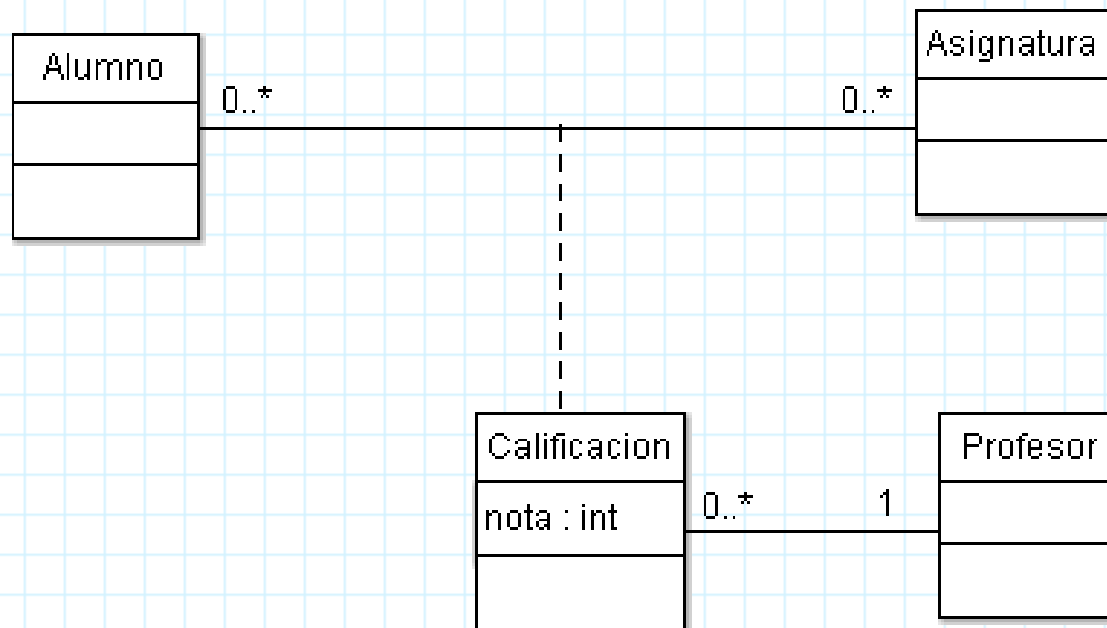 Asignatura
Alumno
0..*
0..*
Calificacion
Profesor
nota : int
0..*
1